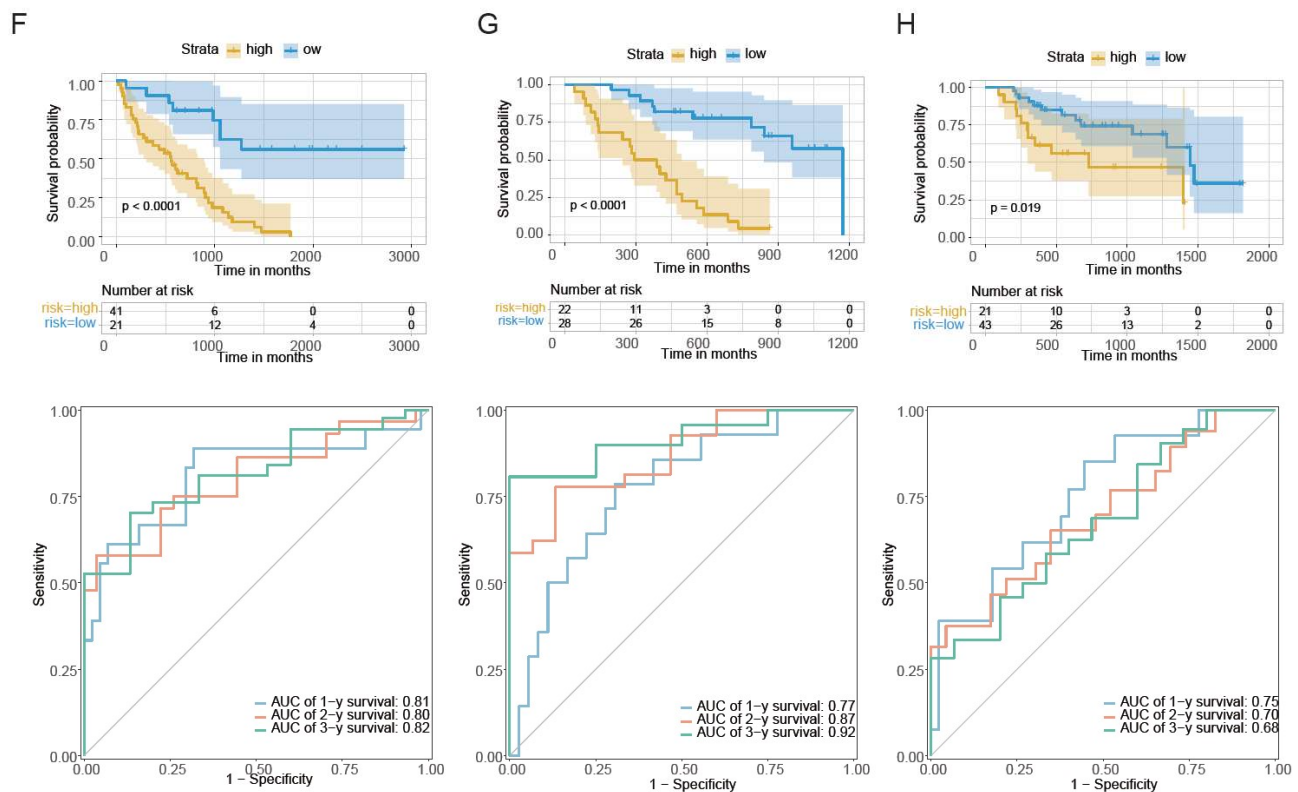 F
Strata high ow
Survival probability
1.00
0.75
0.50
0.25
0.00
p < 0.0001
0 1000 2000 3000
Time in months
Number at risk
risk=high 41 6 0 0
risk=low 21 12 4 0
0 1000 2000 3000
Time in months
G
Strata high low
Survival probability
1.00
0.75
0.50
0.25
0.00
p < 0.0001
0 300 600 900 1200
Time in months
Number at risk
risk=high 22 11 3 0 0
risk=low 28 26 15 8 0
0 300 600 900 1200
Time in months
H
Strata high low
Survival probability
1.00
0.75
0.50
0.25
0.00
p = 0.019
0 500 1000 1500 2000
Time in months
Number at risk
risk=high 21 10 3 0 0
risk=low 43 26 13 2 0
0 500 1000 1500 2000
Time in months
Sensitivity
1.00
0.75
0.50
0.25
0.00
AUC of 1-y survival: 0.81
AUC of 2-y survival: 0.80
AUC of 3-y survival: 0.82
0.00 0.25 0.50 0.75 1.00
1 − Specificity
Sensitivity
1.00
0.75
0.50
0.25
0.00
AUC of 1-y survival: 0.77
AUC of 2-y survival: 0.87
AUC of 3-y survival: 0.92
0.00 0.25 0.50 0.75 1.00
1 − Specificity
Sensitivity
1.00
0.75
0.50
0.25
0.00
AUC of 1-y survival: 0.75
AUC of 2-y survival: 0.70
AUC of 3-y survival: 0.68
0.00 0.25 0.50 0.75 1.00
1 − Specificity